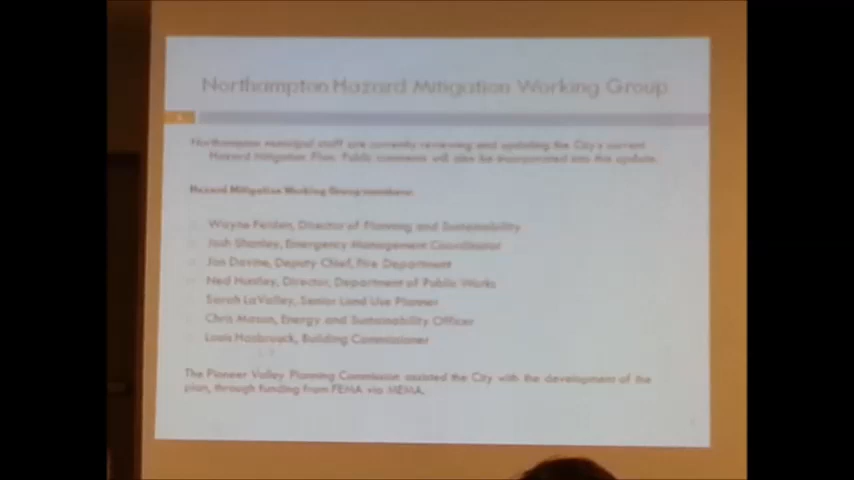 Northampton Hazard Mitigation Working Group
Northampton municipal staff are currently reviewing and updating the City's current
Hazard Mitigation Plan. Public comments will also be incorporated into this update.
Hazard Mitigation Working Group members:
Wayne Feiden, Director of Planning and Sustainability
Josh Shanley, Emergency Management Coordinator
Jon Davine, Deputy Chief, Fire Department
Ned Huntley, Director, Department of Public Works
Sarah LaValley, Senior Land Use Planner
Chris Mason, Energy and Sustainability Officer
Louis Hasbrouck, Building Commissioner
The Pioneer Valley Planning Commission assisted the City with the development of the
plan, through funding from FEMA via MEMA.